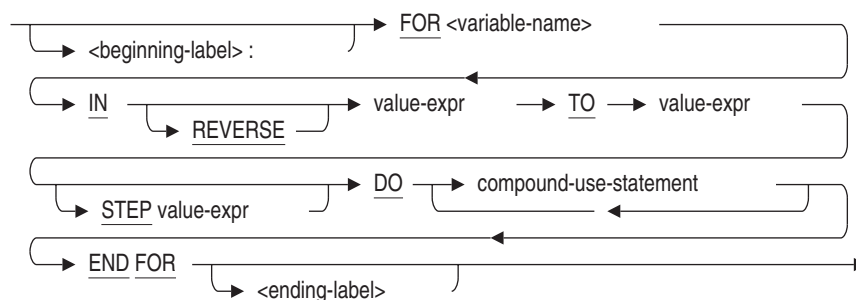 FOR <variable-name>
<beginning-label> :
IN value-expr TO value-expr
REVERSE
DO compound-use-statement
STEP value-expr
END FOR
<ending-label>